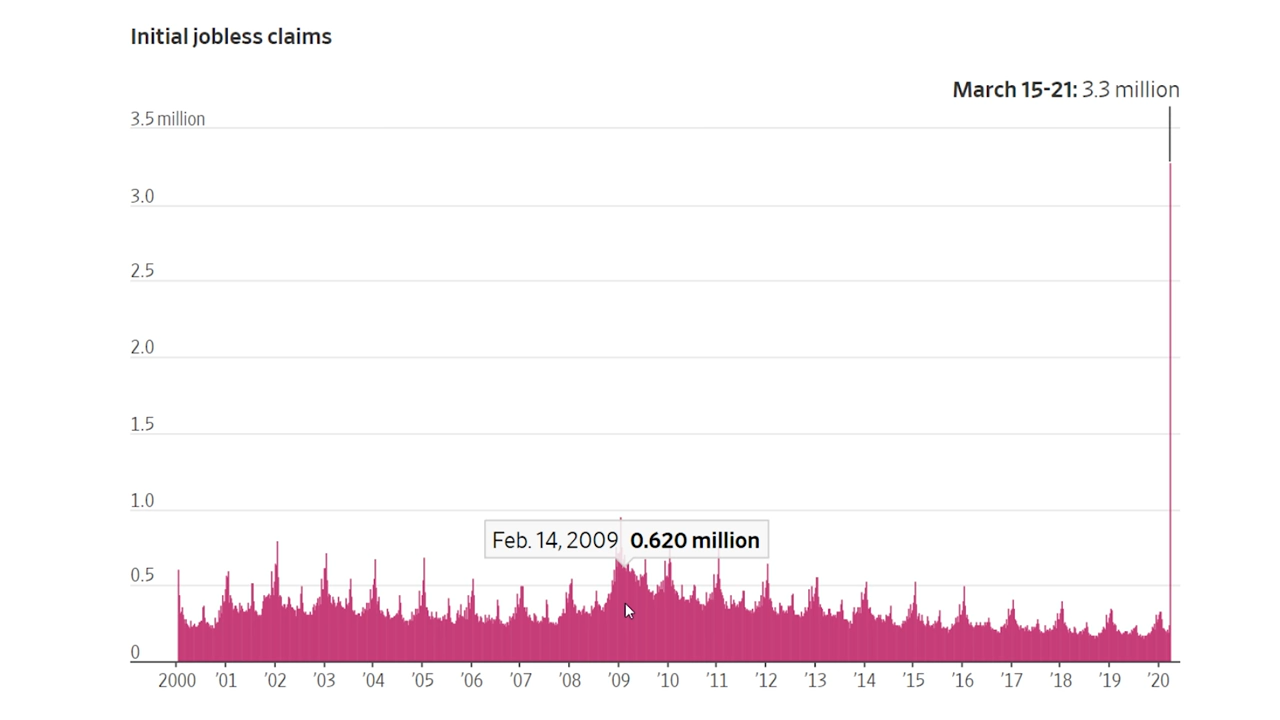 Initial jobless claims
March 15-21: 3.3 million
3.5 million
3.0
2.5
2.0
1.5
1.0
Feb. 14, 2009 0.620 million
0.5
0
2000 '01 '02 '03 '04 '05 '06 '07 '08 '09 '10 '11 '12 '13 '14 '15 '16 '17 '18 '19 '20